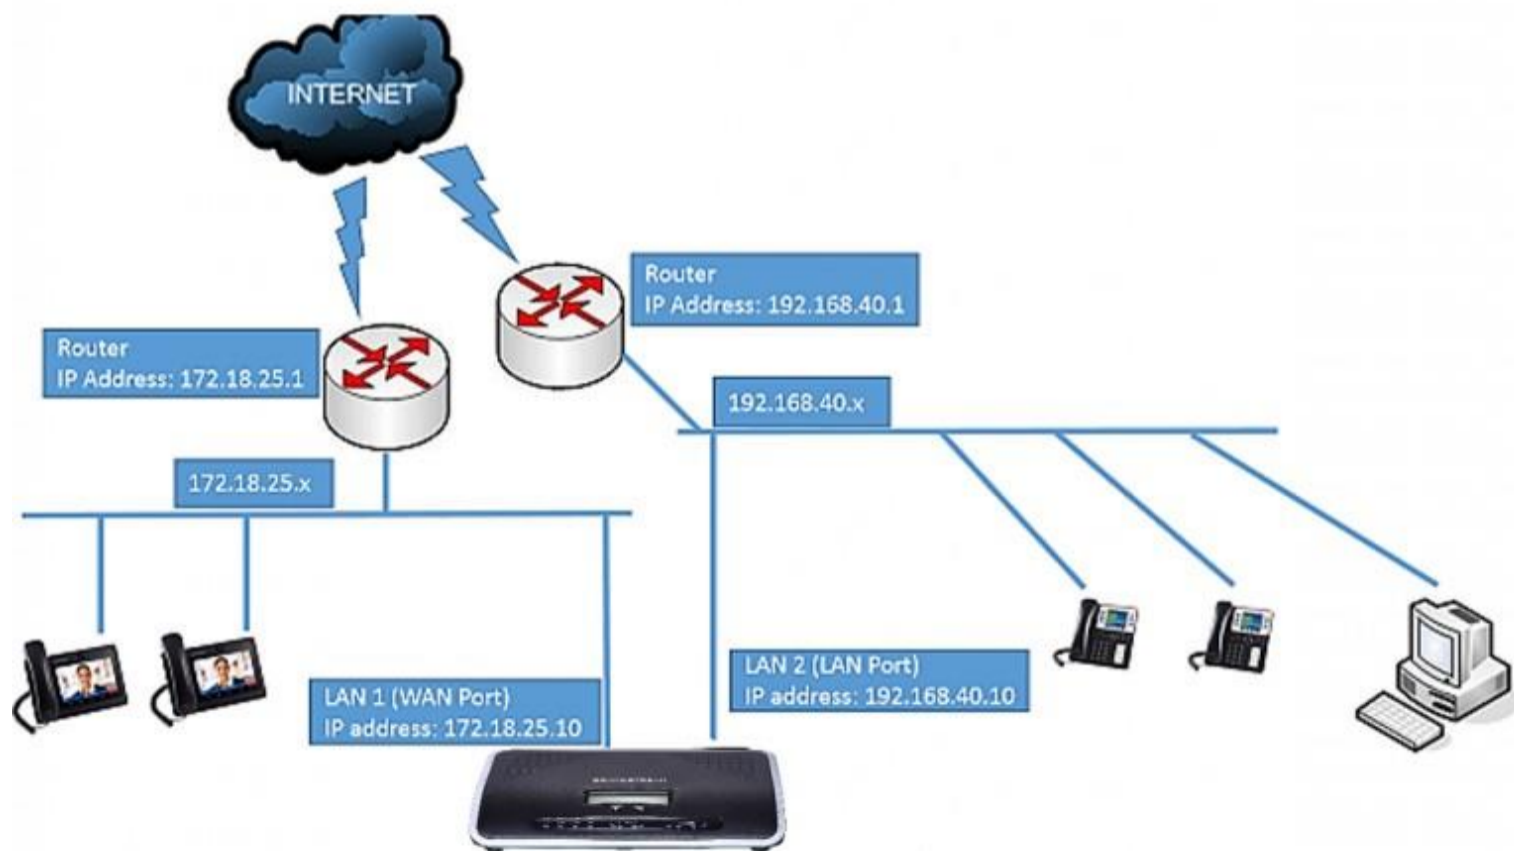 INTERNET
Router
IP Address: 192.168.40.1
Router
IP Address: 172.18.25.1
192.168.40.x
172.18.25.x
LAN 1 (WAN Port)
IP address: 172.18.25.10
LAN 2 (LAN Port)
IP address: 192.168.40.10